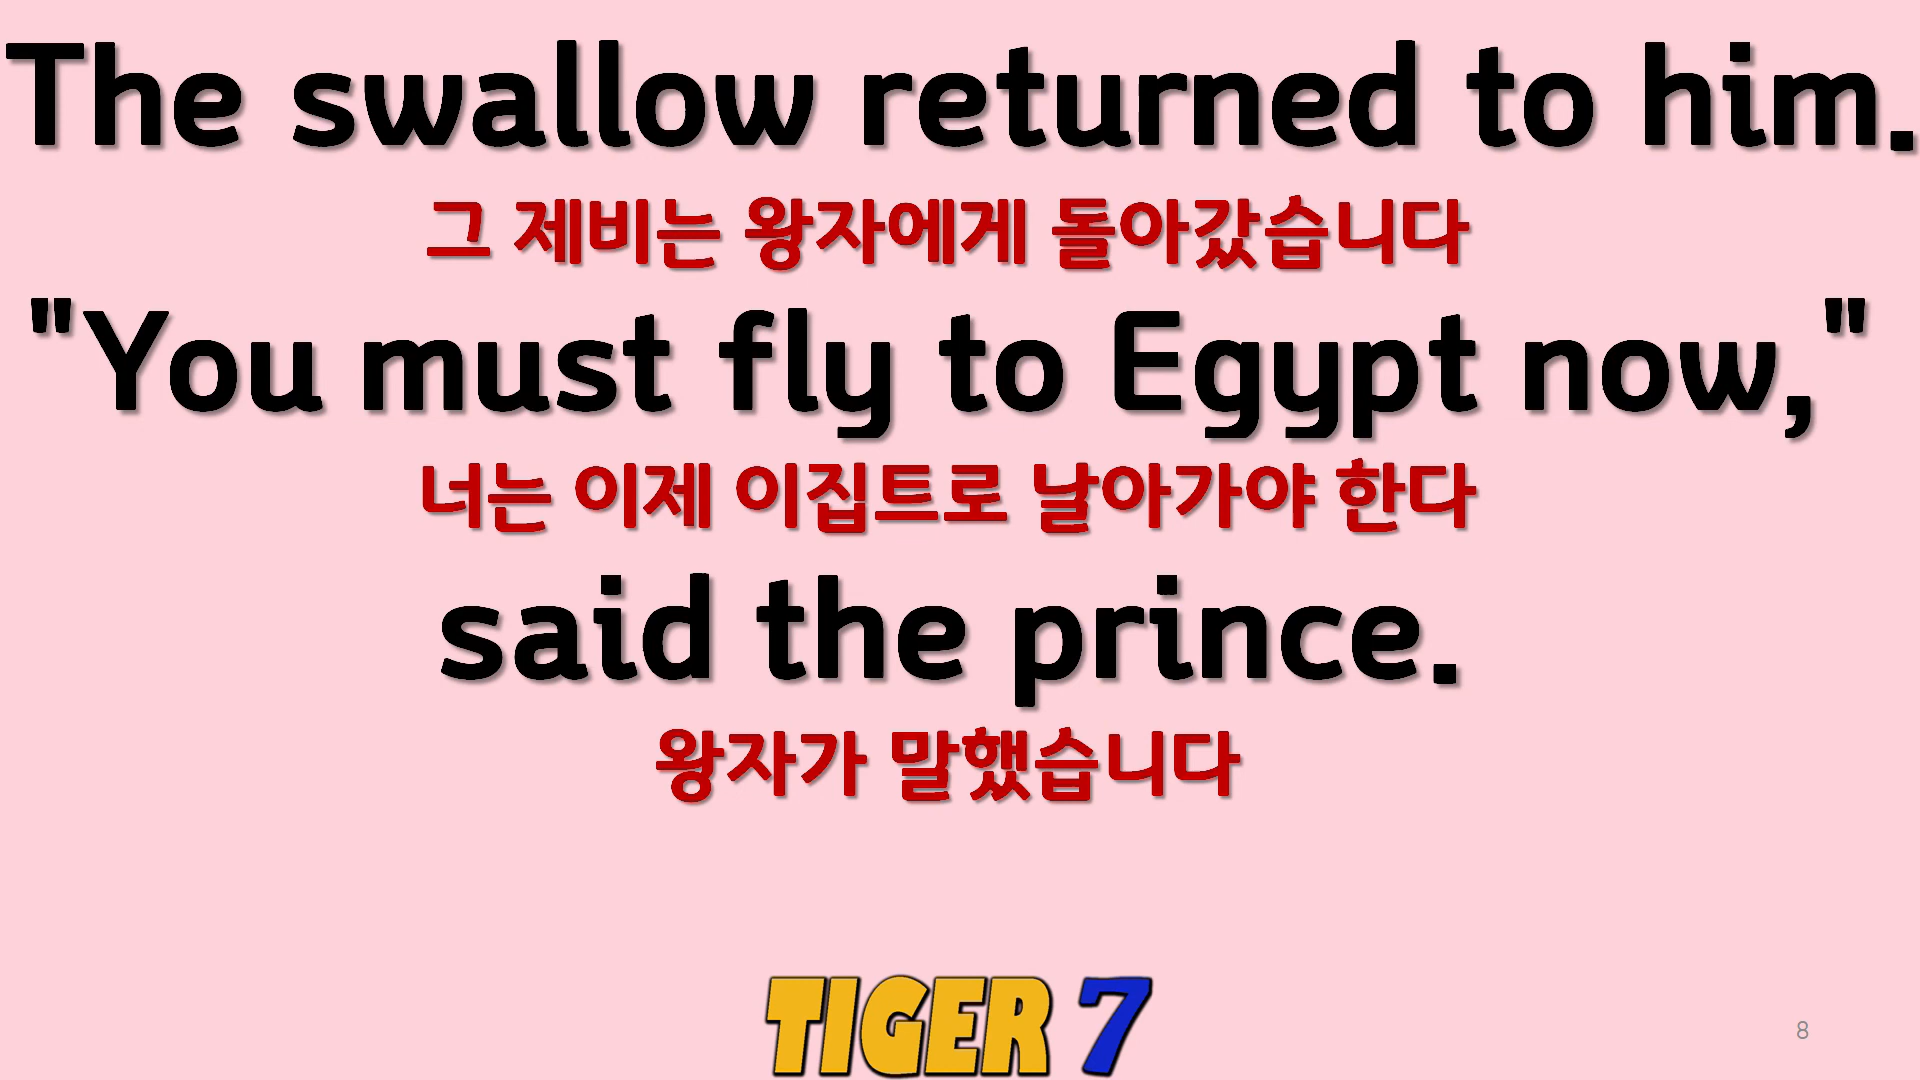 The swallow returned to him.
그 제비는 왕자에게 돌아갔습니다
"You must fly to Egypt now,"
너는 이제 이집트로 날아가야 한다
said the prince.
왕자가 말했습니다
TIGER 7
8